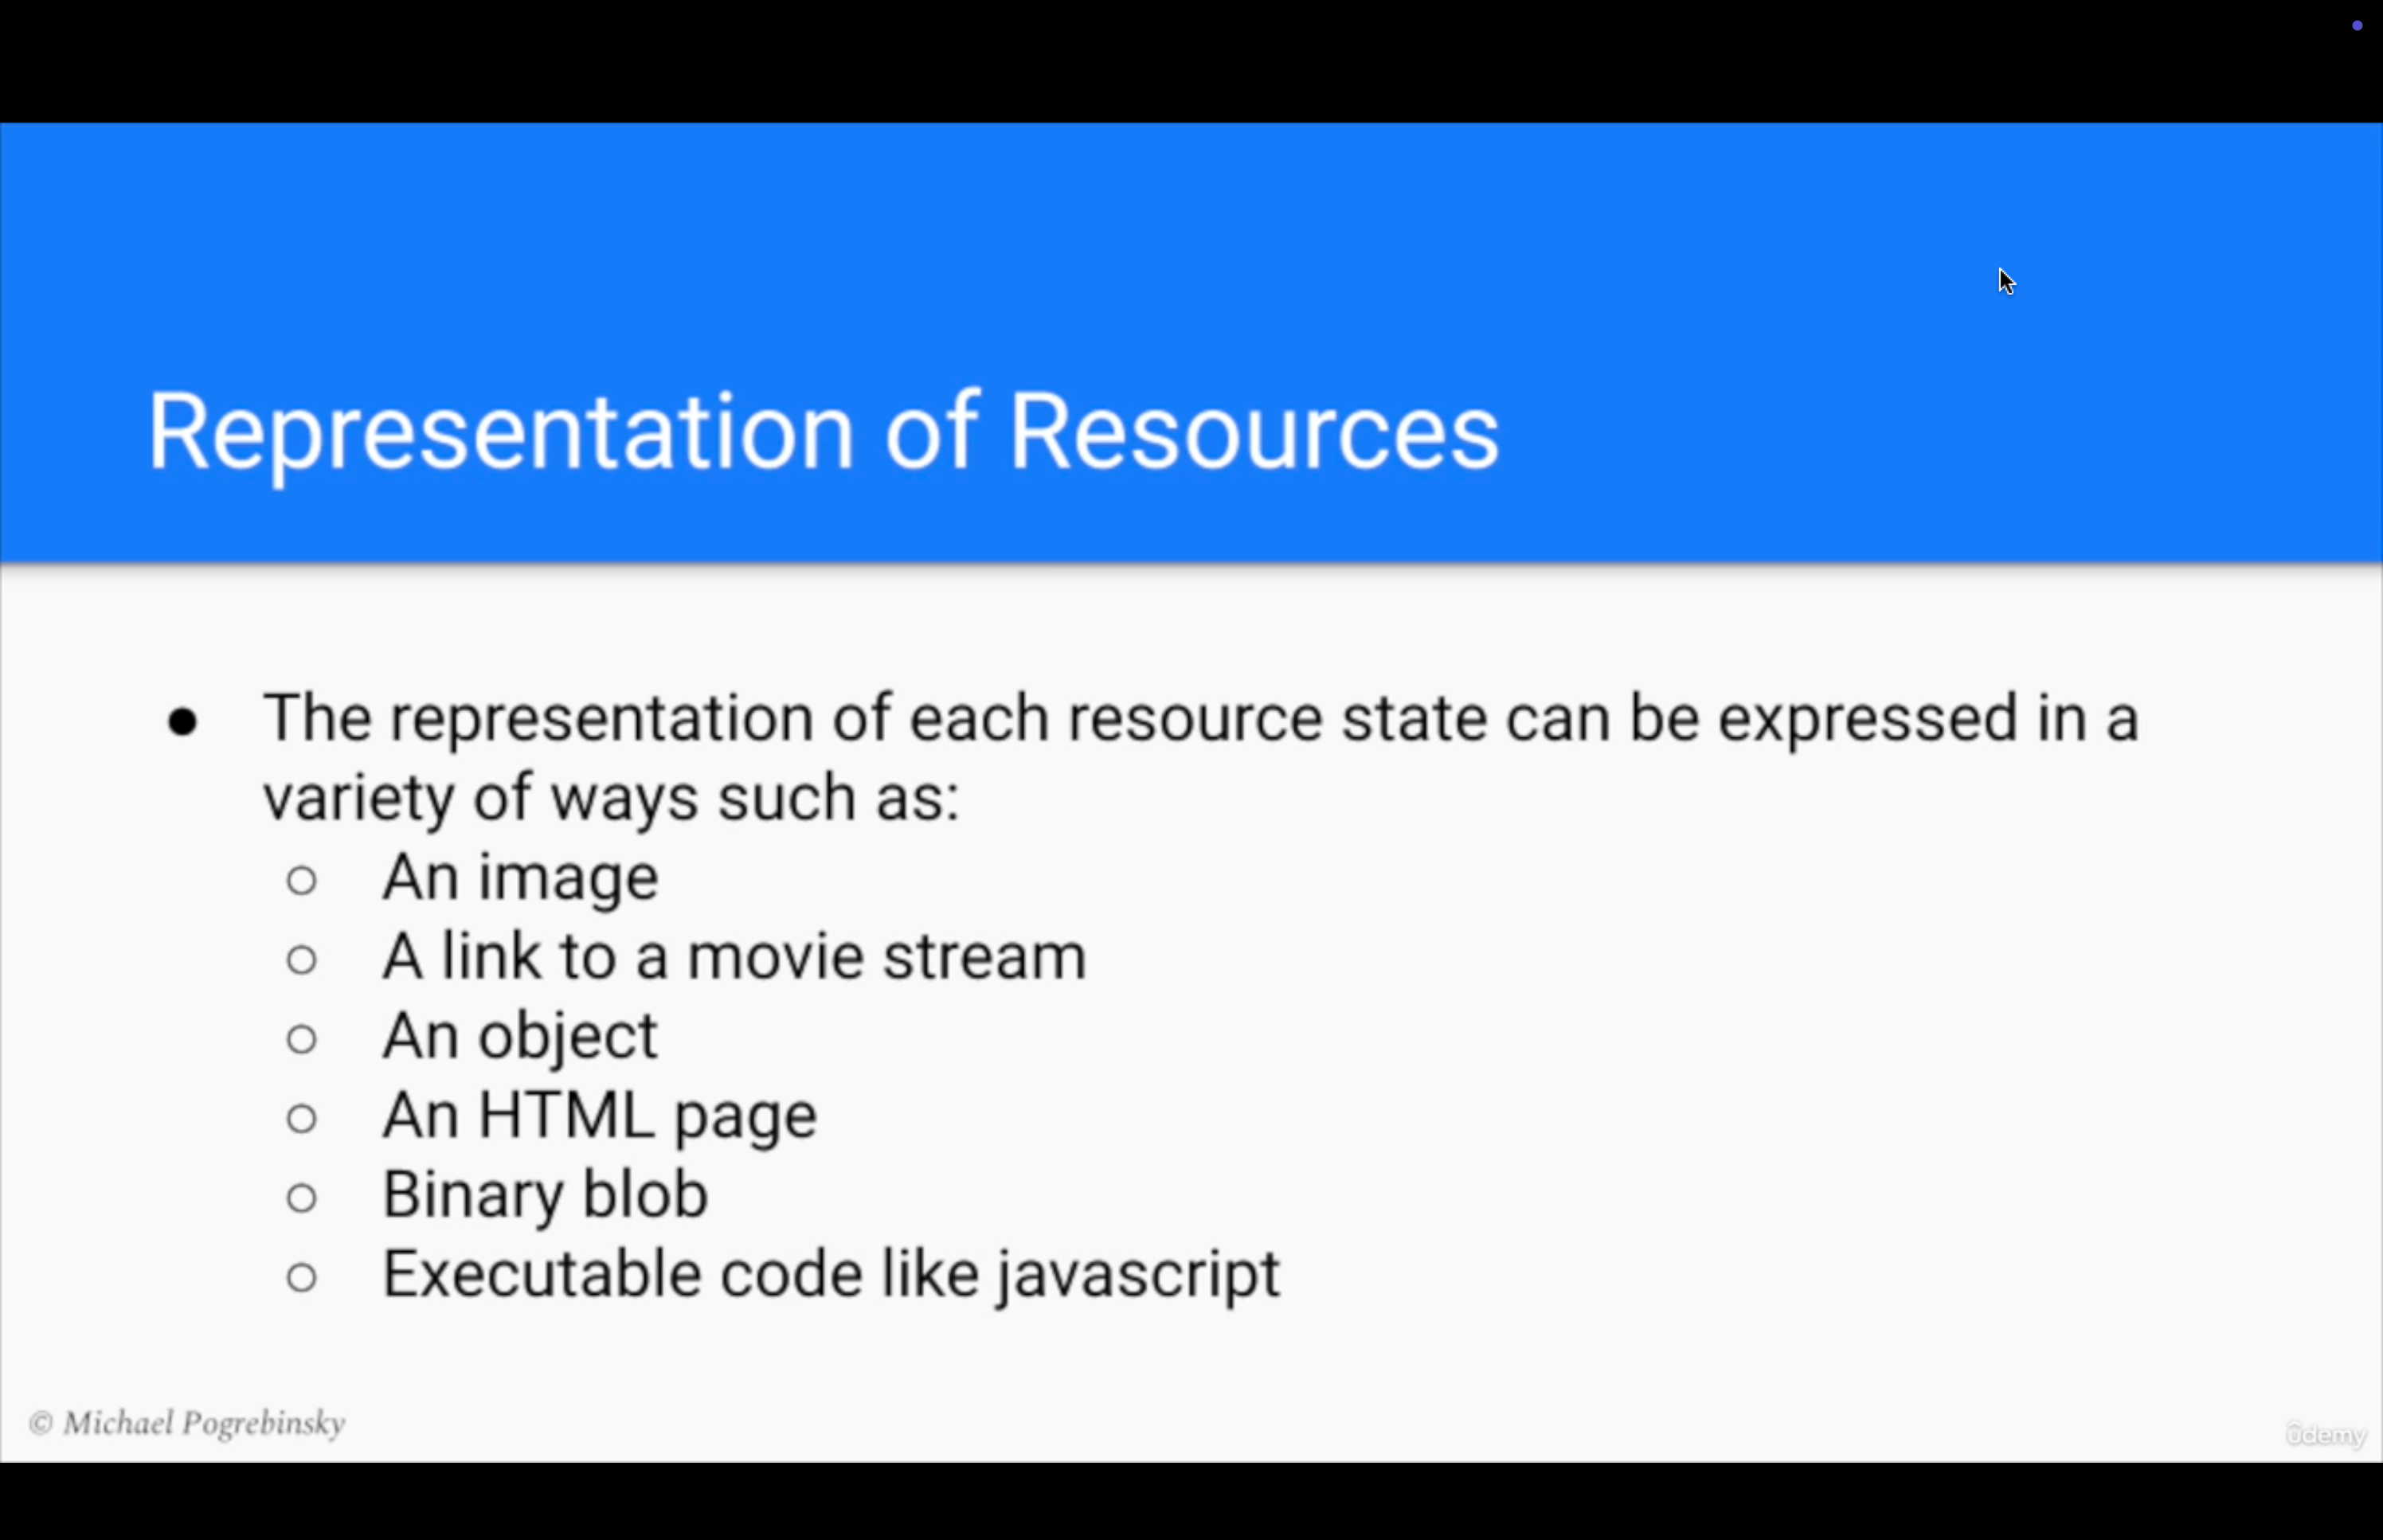 Representation of Resources
● The representation of each resource state can be expressed in a
variety of ways such as:
○ An image
○ A link to a movie stream
○ An object
○ An HTML page
○ Binary blob
○ Executable code like javascript
© Michael Pogrebinsky
ûdemy